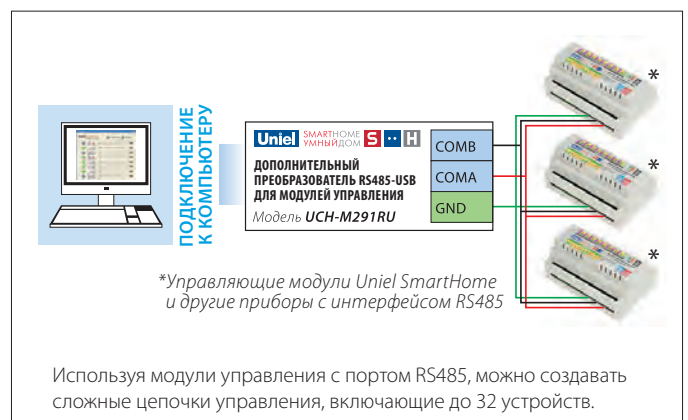 ПОДКЛЮЧЕНИЕ
К КОМПЬЮТЕРУ
Uniel SMARTHOME S H
УМНЫЙДОМ
ДОПОЛНИТЕЛЬНЫЙ
ПРЕОБРАЗОВАТЕЛЬ RS485-USB
ДЛЯ МОДУЛЕЙ УПРАВЛЕНИЯ
Модель UCH-M291RU
COMB
COMA
GND
*
*
*
*Управляющие модули Uniel SmartHome
и другие приборы с интерфейсом RS485
Используя модули управления с портом RS485, можно создавать
сложные цепочки управления, включающие до 32 устройств.